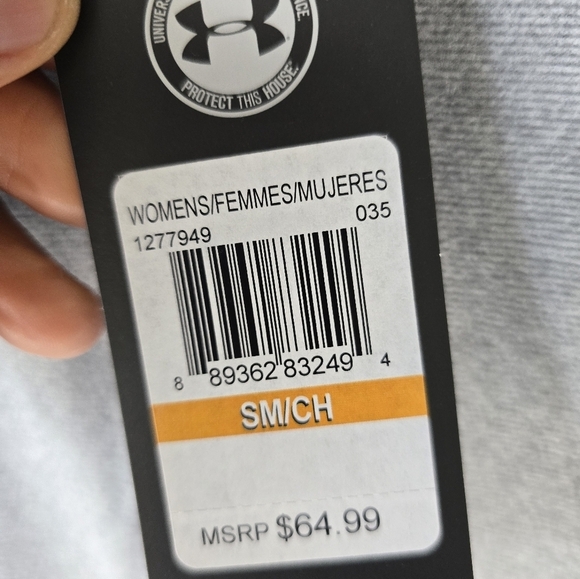 PROTECT THIS HOUSE.
WOMENS/FEMMES/MUJERES
1277949 035
8 89362 83249 4
SM/CH
MSRP $64.99